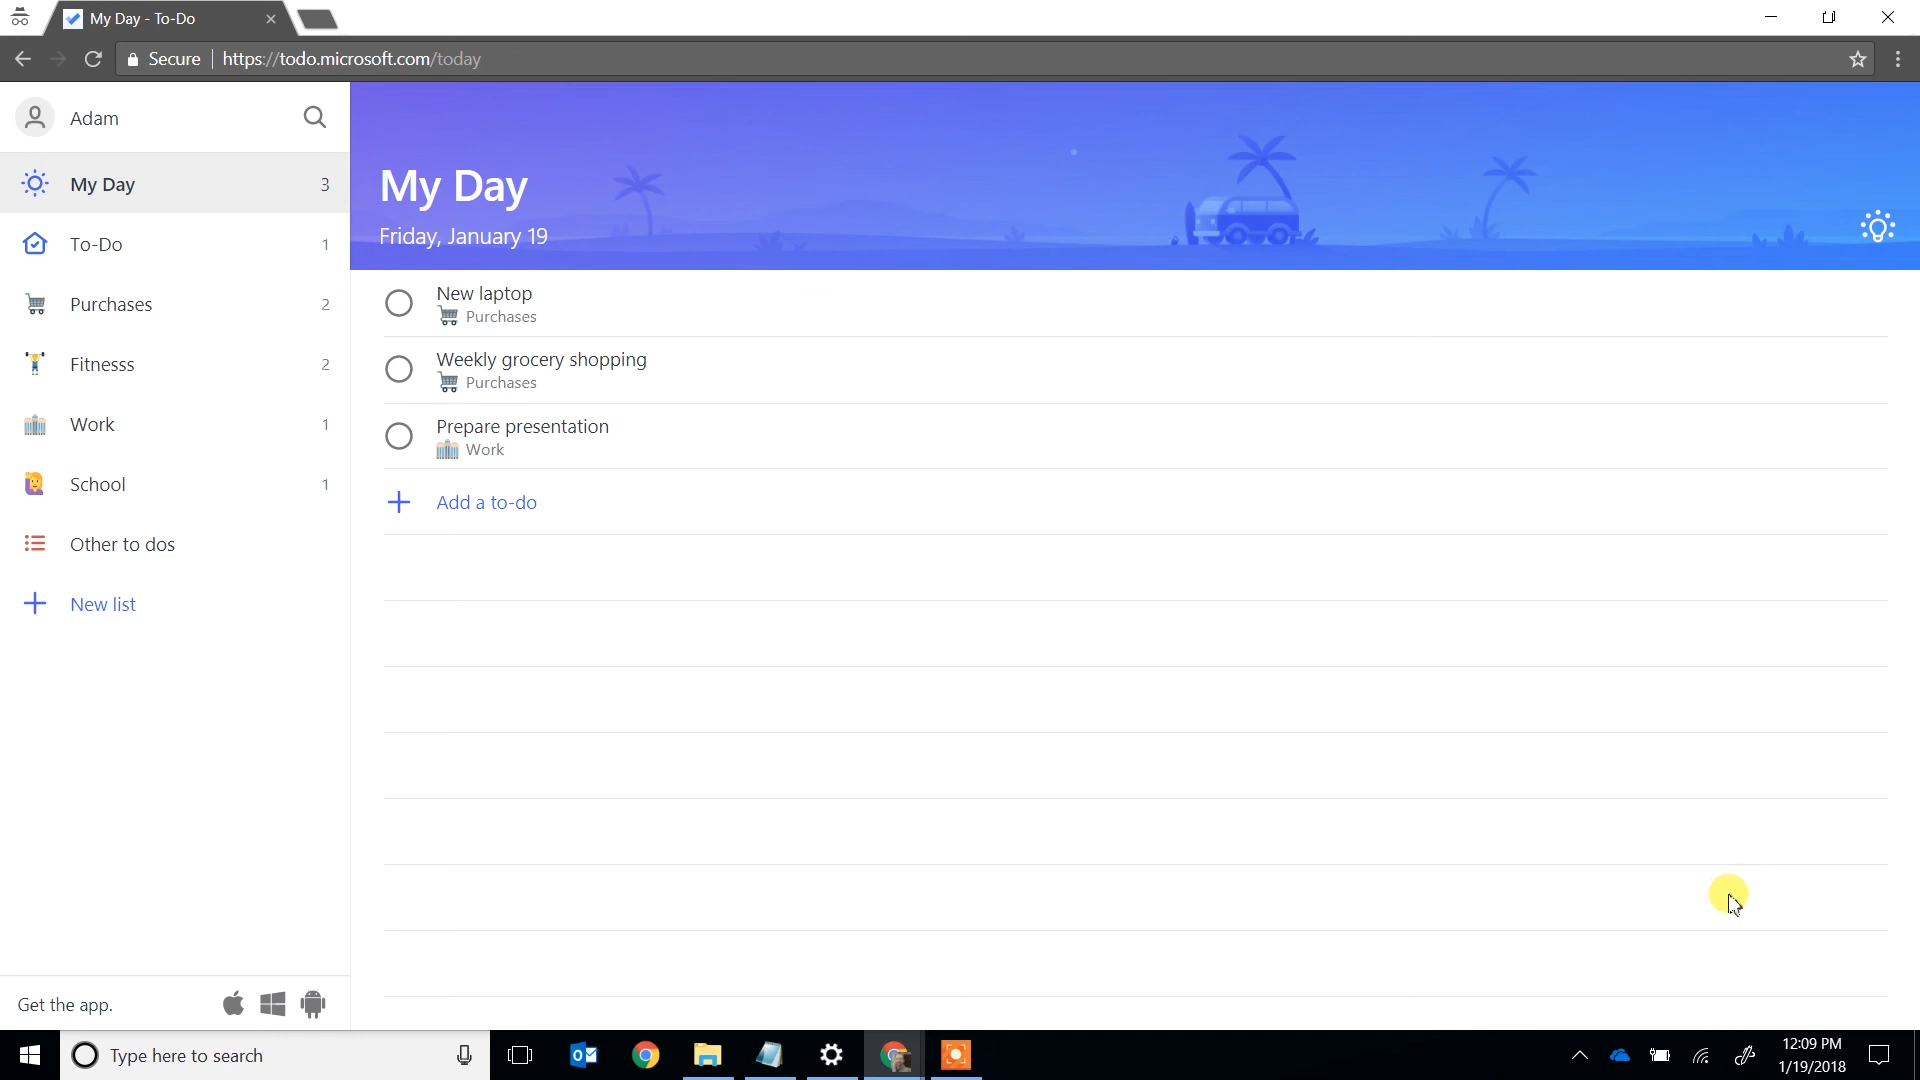 My Day - To-Do
Secure
https://todo.microsoft.com/today
Adam
My Day 3
To-Do 1
Purchases 2
Fitnesss 2
Work 1
School 1
Other to dos
New list
Get the app.
My Day
Friday, January 19
New laptop
Purchases
Weekly grocery shopping
Purchases
Prepare presentation
Work
Add a to-do
Type here to search
12:09 PM
1/19/2018